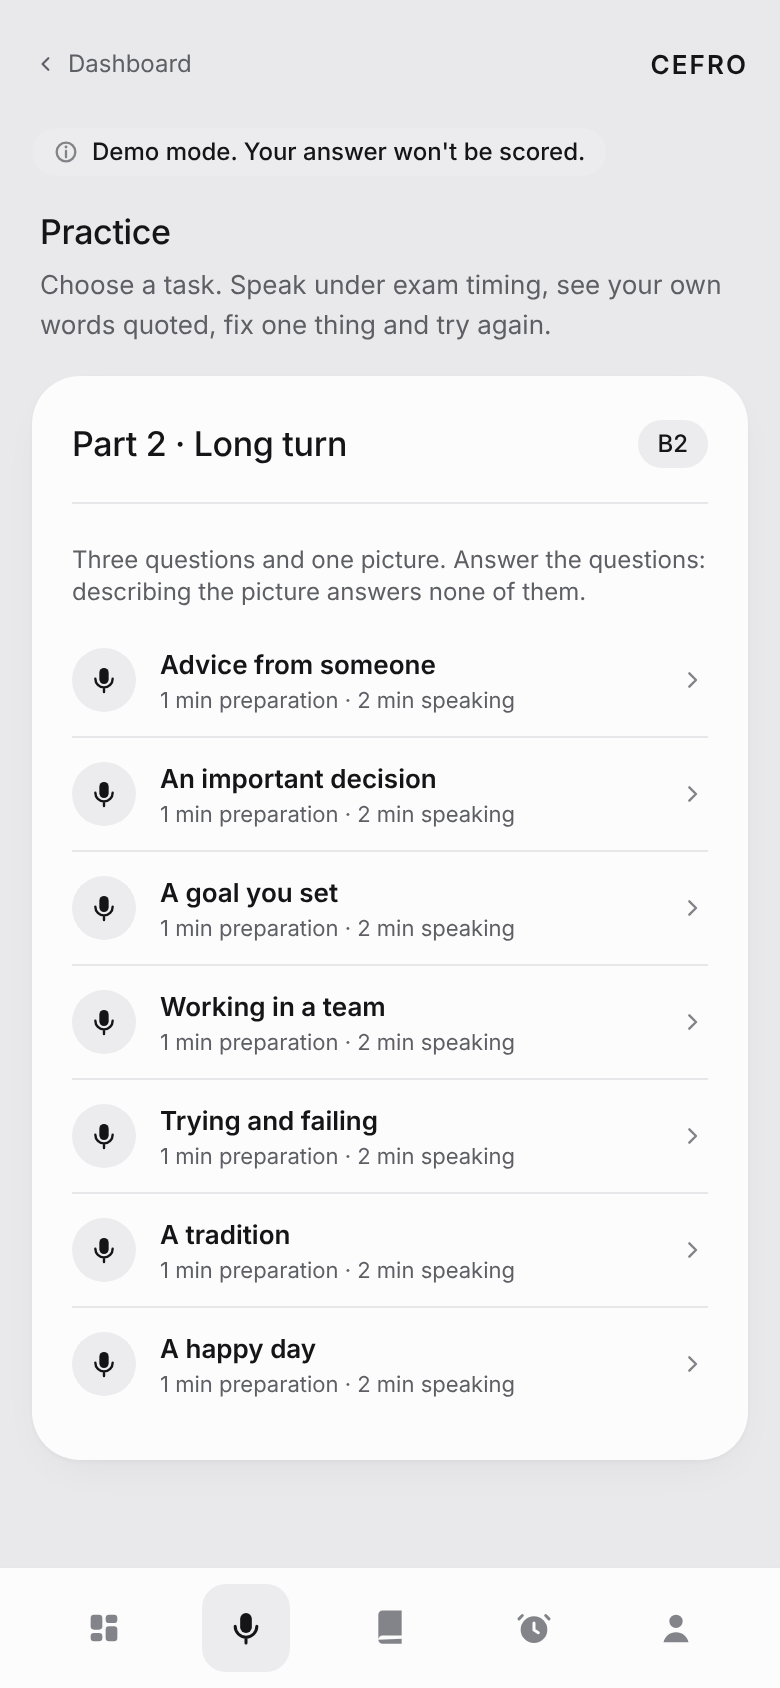 Dashboard
CEFRO
Demo mode. Your answer won't be scored.
Practice
Choose a task. Speak under exam timing, see your own
words quoted, fix one thing and try again.
Part 2 · Long turn
B2
Three questions and one picture. Answer the questions:
describing the picture answers none of them.
Advice from someone
1 min preparation · 2 min speaking
An important decision
1 min preparation · 2 min speaking
A goal you set
1 min preparation · 2 min speaking
Working in a team
1 min preparation · 2 min speaking
Trying and failing
1 min preparation · 2 min speaking
A tradition
1 min preparation · 2 min speaking
A happy day
1 min preparation · 2 min speaking